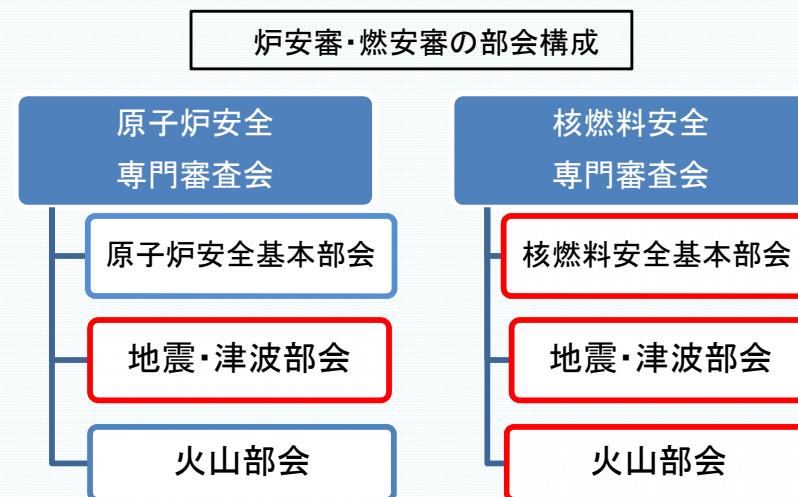 炉安審・燃安審の部会構成
原子炉安全
専門審査会
原子炉安全基本部会
地震・津波部会
火山部会
核燃料安全
専門審査会
核燃料安全基本部会
地震・津波部会
火山部会